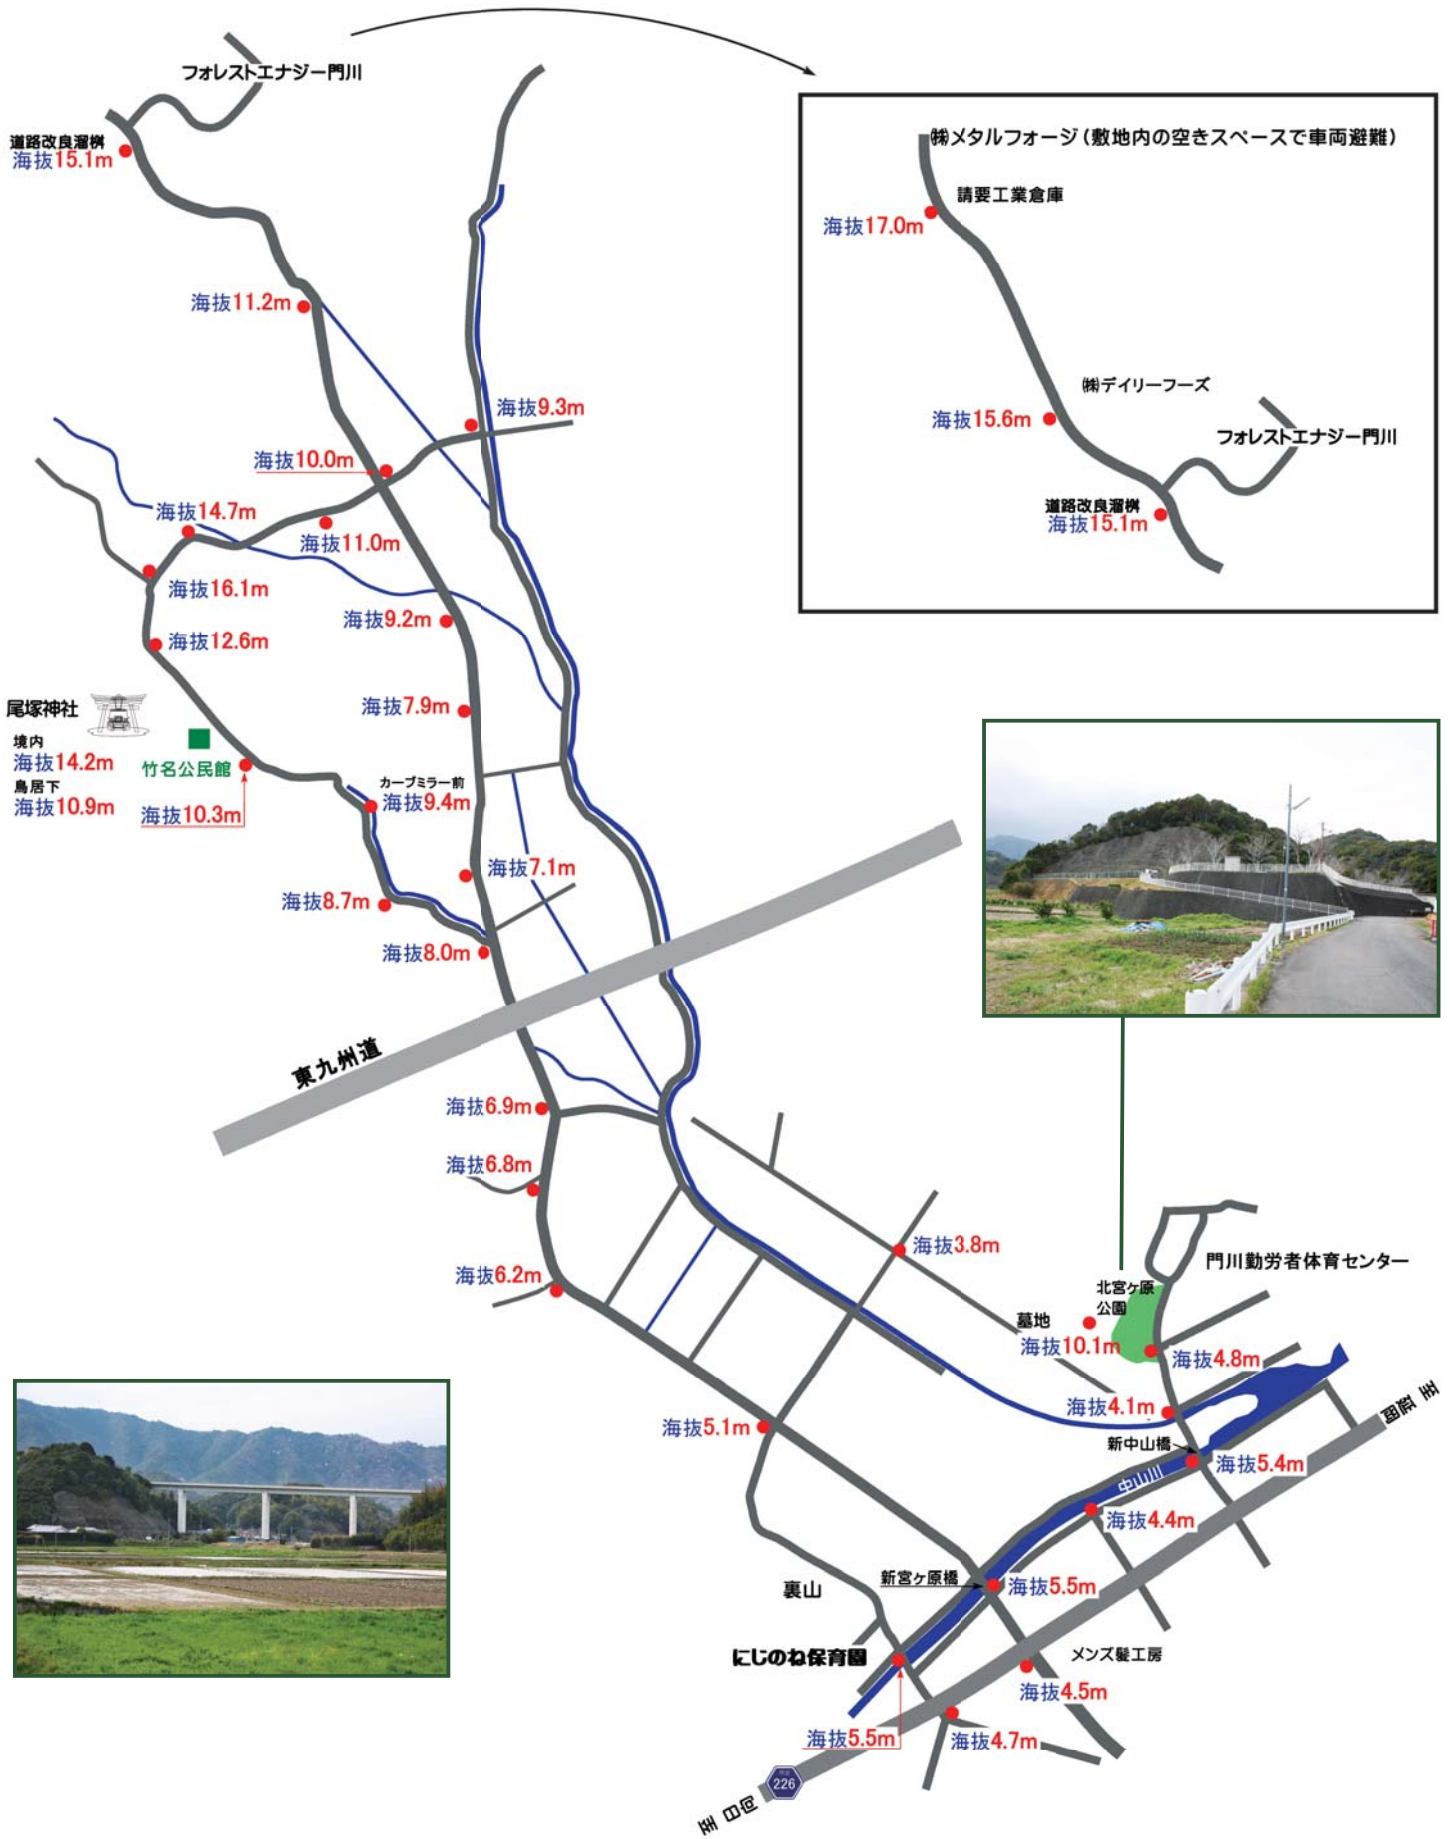 フォレストエナジー門川
道路改良溜桝
海抜15.1m
㈱メタルフォージ(敷地内の空きスペースで車両避難)
請要工業倉庫
海抜17.0m
㈱デイリーフーズ
海抜15.6m
フォレストエナジー門川
道路改良溜桝
海抜15.1m
海抜11.2m
海抜9.3m
海抜10.0m
海抜14.7m
海抜11.0m
海抜16.1m
海抜9.2m
海抜12.6m
尾塚神社
境内
海抜14.2m
鳥居下
海抜10.9m
竹名公民館
海抜10.3m
海抜7.9m
カーブミラー前
海抜9.4m
海抜7.1m
海抜8.7m
海抜8.0m
東九州道
海抜6.9m
海抜6.8m
海抜6.2m
海抜3.8m
門川勤労者体育センター
北宮ヶ原
公園
墓地
海抜10.1m
海抜4.8m
海抜4.1m
海抜5.1m
新中山橋
海抜5.4m
至 延岡
中山川
海抜4.4m
新宮ヶ原橋
海抜5.5m
裏山
にじのね保育園
メンズ髪工房
海抜4.5m
海抜5.5m
海抜4.7m
226
至 日向